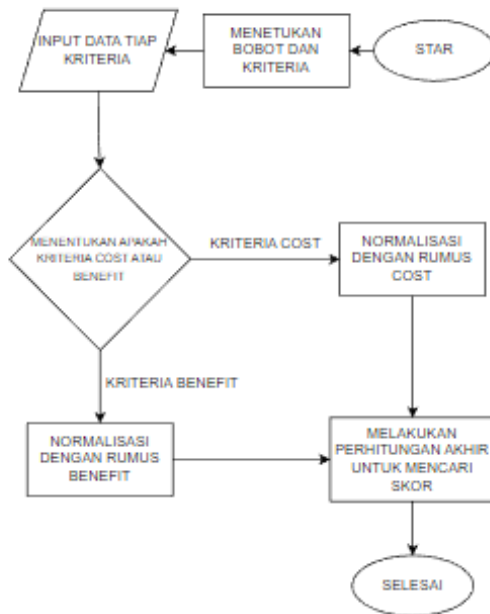 STAR
MENETUKAN
BOBOT DAN
KRITERIA
INPUT DATA TIAP
KRITERIA
MENENTUKAN APAKAH
KRITERIA COST ATAU
BENEFIT
KRITERIA COST
NORMALISASI
DENGAN RUMUS
COST
KRITERIA BENEFIT
NORMALISASI
DENGAN RUMUS
BENEFIT
MELAKUKAN
PERHITUNGAN AKHIR
UNTUK MENCARI
SKOR
SELESAI